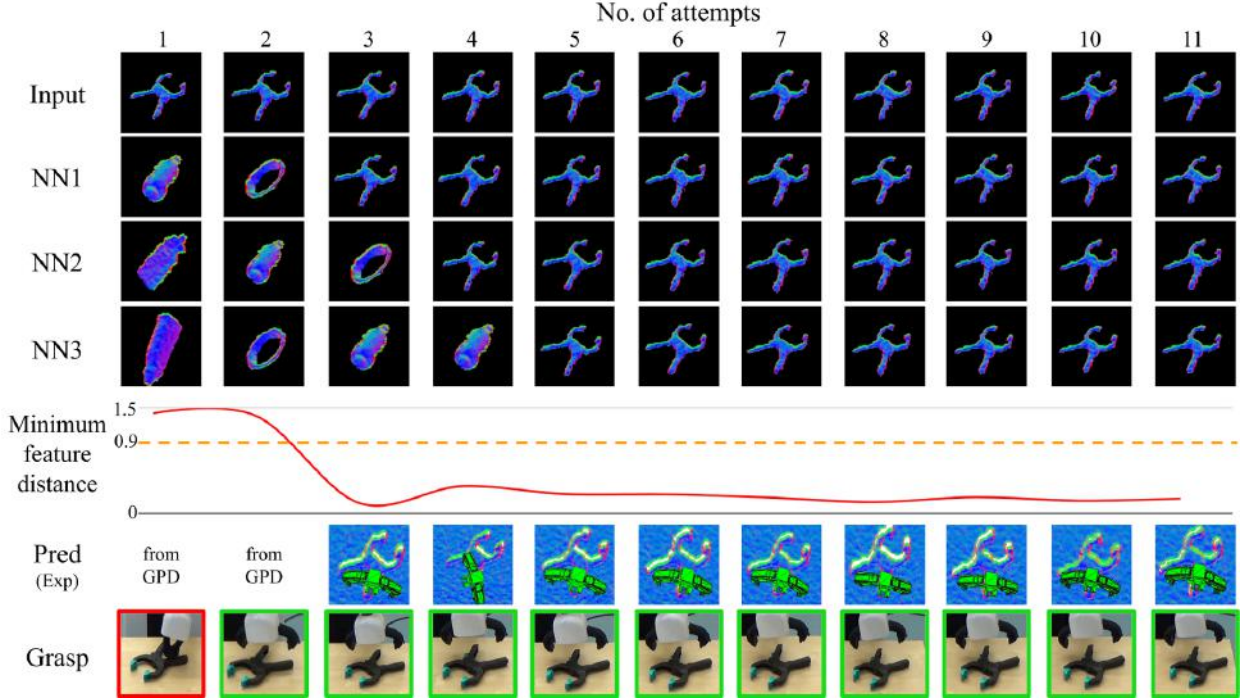 No. of attempts
1 2 3 4 5 6 7 8 9 10 11
Input
NN1
NN2
NN3
Minimum
feature
distance
1.5
0.9
0
Pred
(Exp)
from
GPD
from
GPD
Grasp